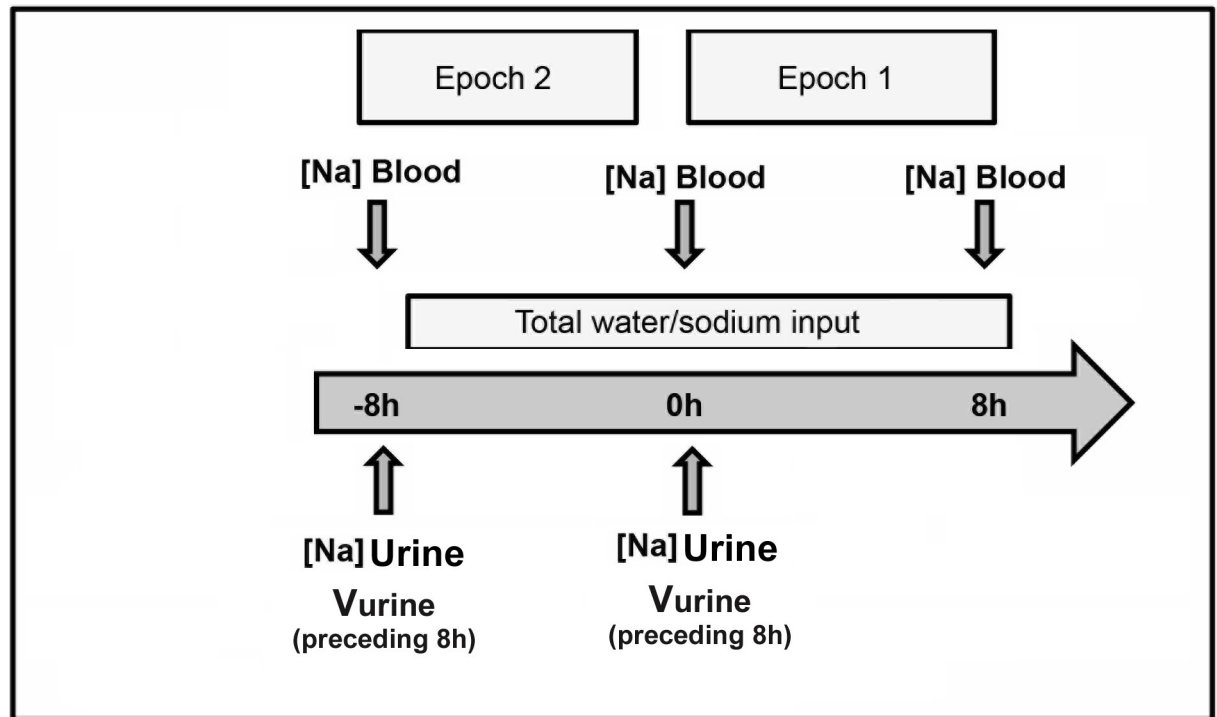 Epoch 2
Epoch 1
[Na] Blood
[Na] Blood
[Na] Blood
Total water/sodium input
-8h
0h
8h
[Na] Urine
[Na] Urine
Vurine
Vurine
(preceding 8h)
(preceding 8h)